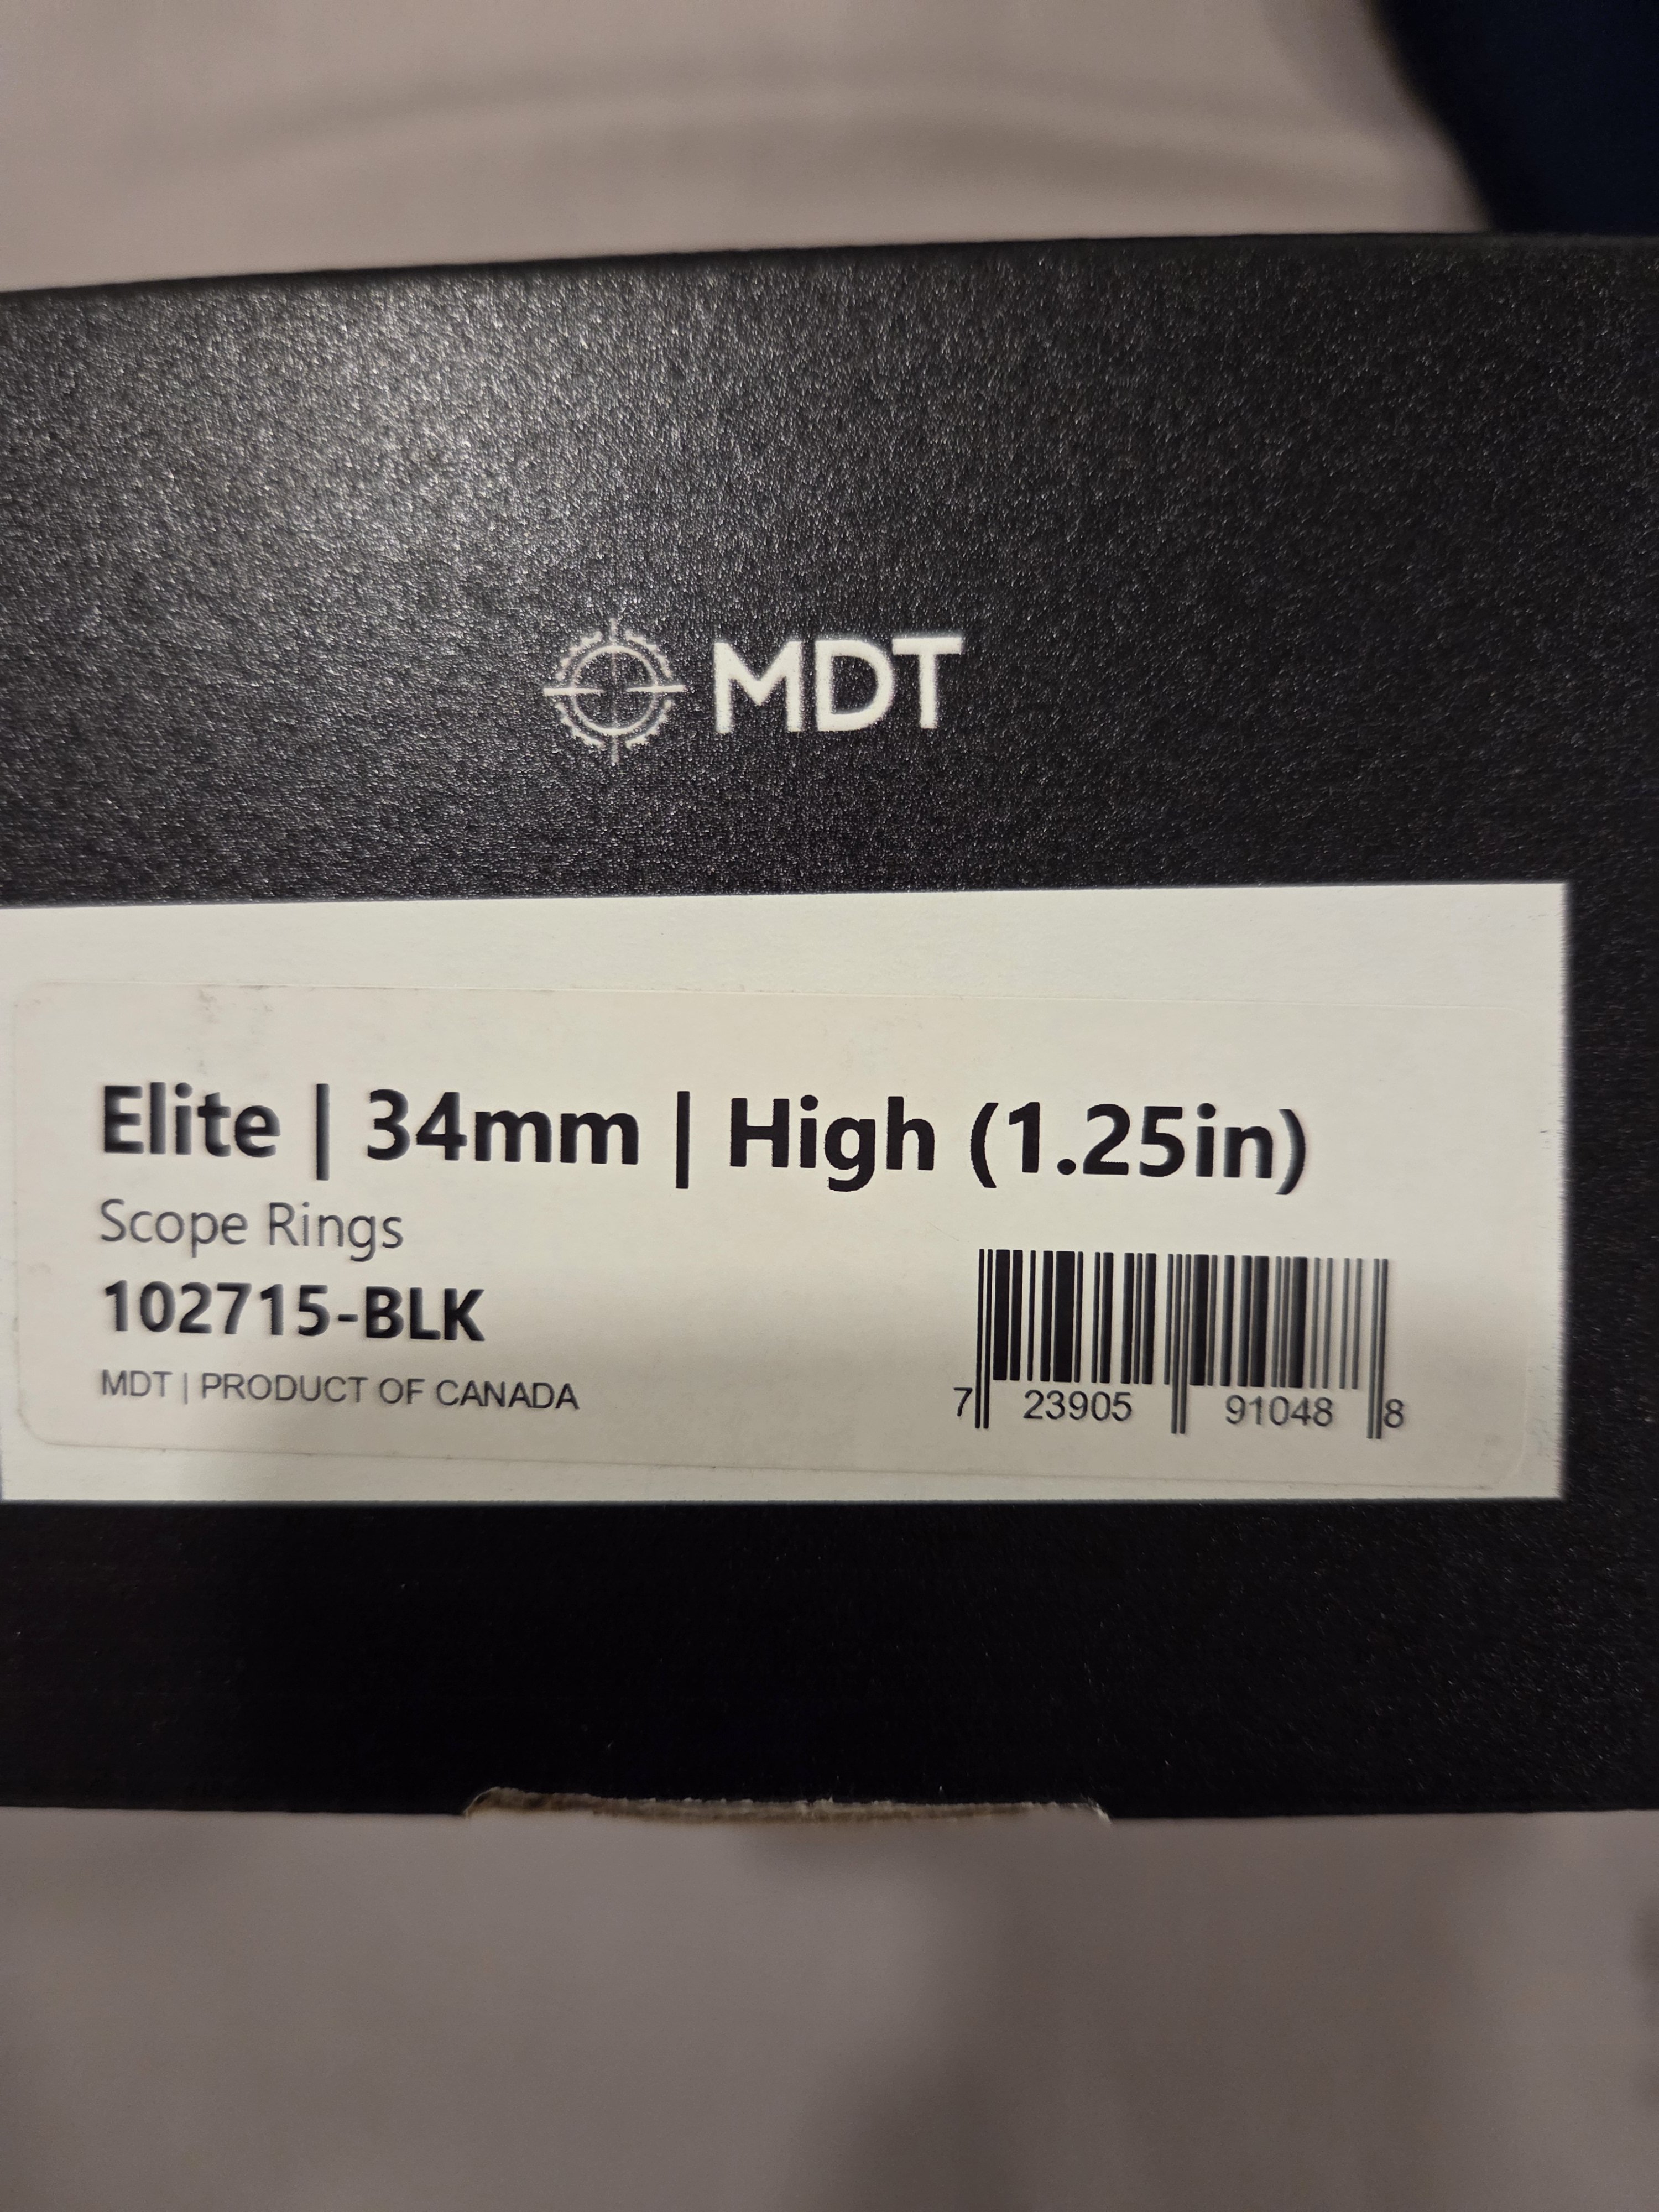 MDT
Elite | 34mm | High (1.25in)
Scope Rings
102715-BLK
MDT | PRODUCT OF CANADA
7 23905 91048 8